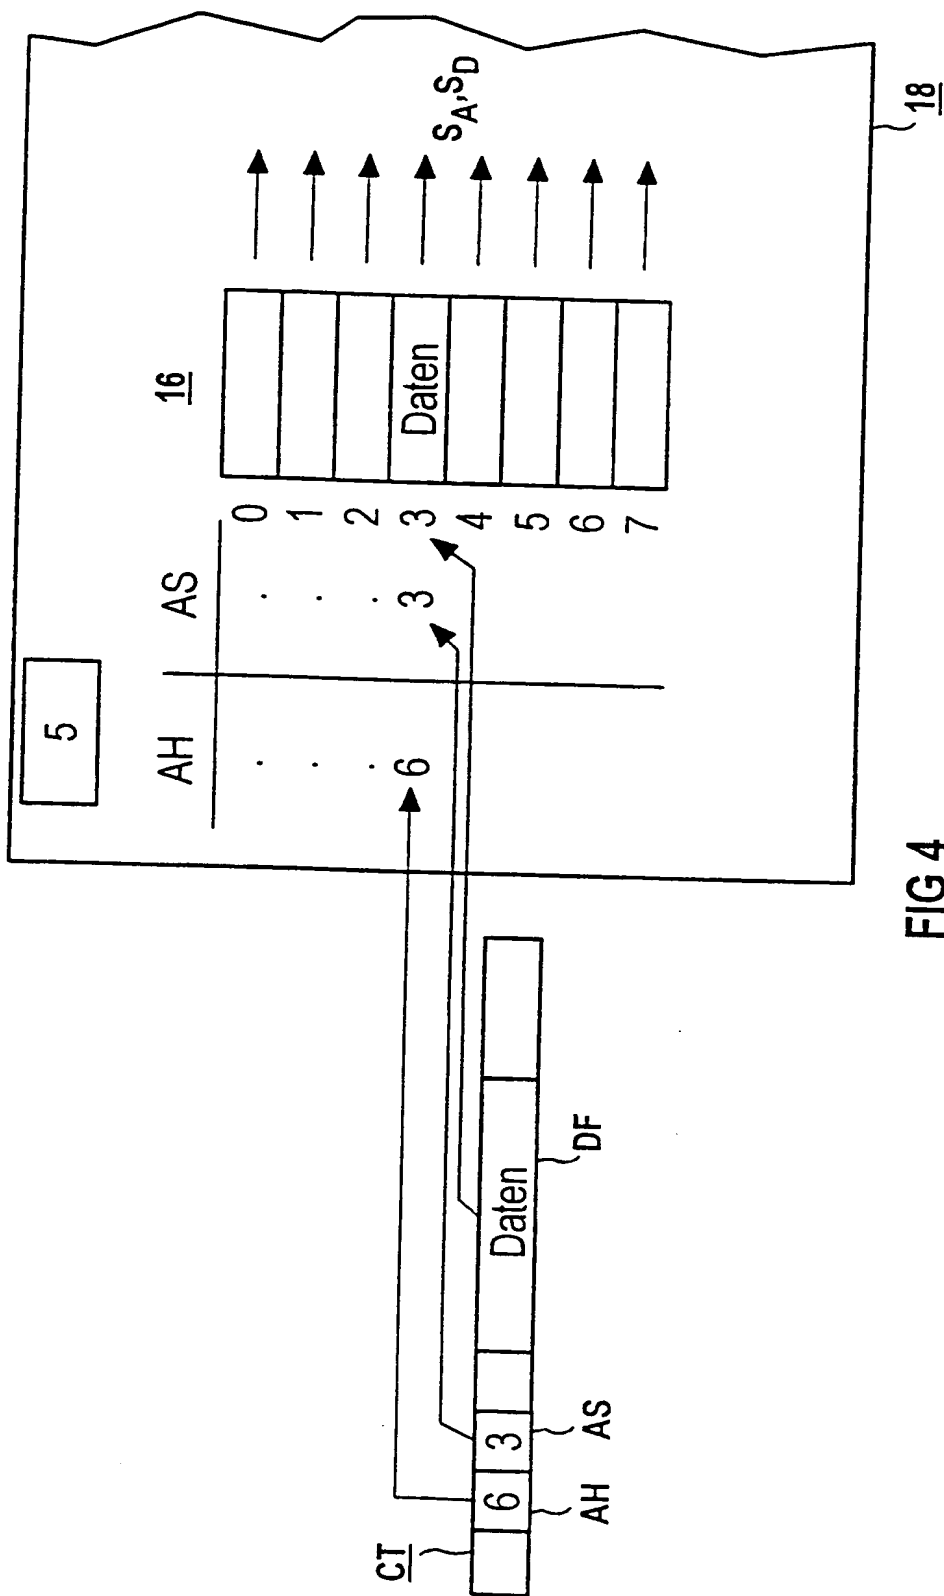 5
AH
AS
16
.
.
0
.
.
1
.
.
2
6
3
3
Daten
S_A,S_D
4
5
6
7
18
CT
6
3
Daten
AH
AS
DF
FIG 4